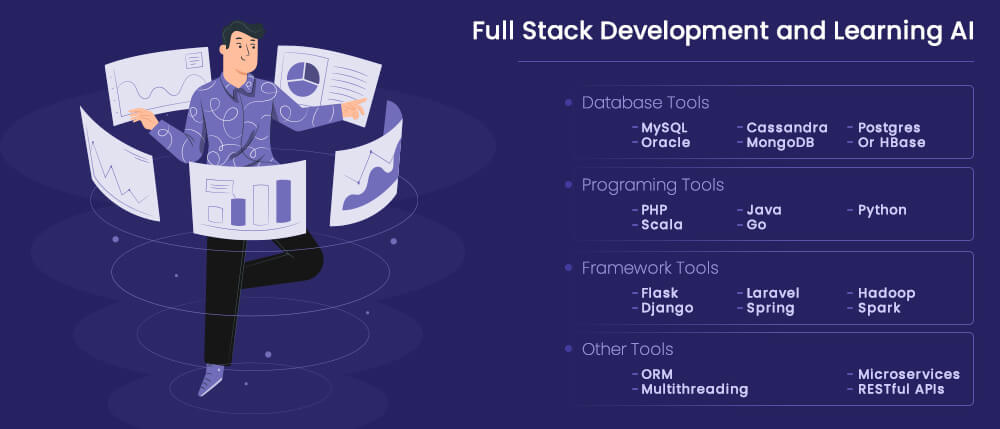 Full Stack Development and Learning AI
Database Tools
- MySQL - Cassandra - Postgres
- Oracle - MongoDB - Or HBase
Programing Tools
- PHP - Java - Python
- Scala - Go
Framework Tools
- Flask - Laravel - Hadoop
- Django - Spring - Spark
Other Tools
- ORM - Microservices
- Multithreading - RESTful APIs